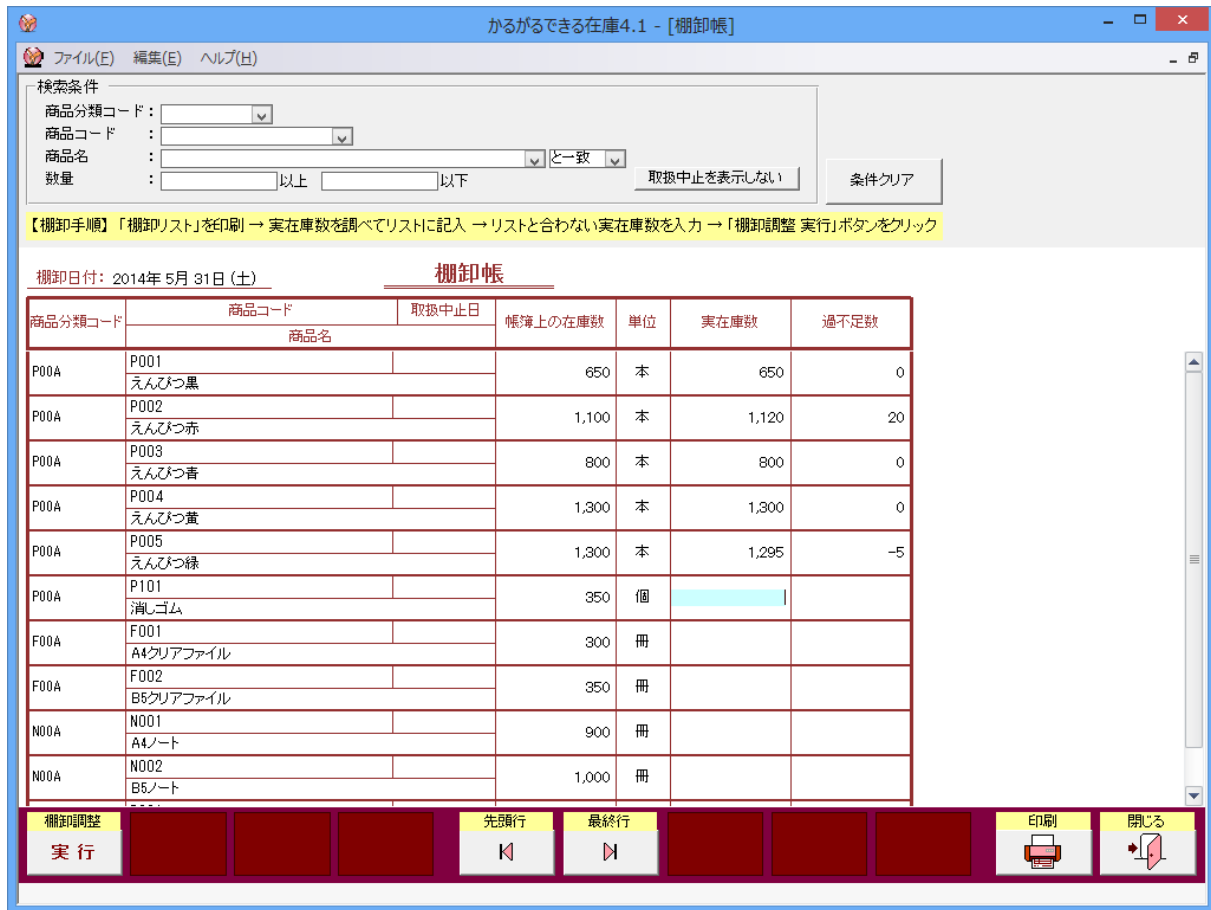 かるがるできる在庫4.1 - [棚卸帳]
ファイル(F) 編集(E) ヘルプ(H)
検索条件
商品分類コード：
商品コード ：
商品名 ： と一致
数量 ： 以上 以下 取扱中止を表示しない 条件クリア
【棚卸手順】「棚卸リスト」を印刷 → 実在庫数を調べてリストに記入 → リストと合わない実在庫数を入力 → 「棚卸調整 実行」ボタンをクリック
棚卸日付： 2014年 5月 31日 (土) 棚卸帳
商品分類コード 商品コード 取扱中止日 商品名 帳簿上の在庫数 単位 実在庫数 過不足数
P00A P001 えんぴつ黒 650 本 650 0
P00A P002 えんぴつ赤 1,100 本 1,120 20
P00A P003 えんぴつ青 800 本 800 0
P00A P004 えんぴつ黄 1,300 本 1,300 0
P00A P005 えんぴつ緑 1,300 本 1,295 -5
P00A P101 消しゴム 350 個
F00A F001 A4クリアファイル 300 冊
F00A F002 B5クリアファイル 350 冊
N00A N001 A4ノート 900 冊
N00A N002 B5ノート 1,000 冊
棚卸調整 先頭行 最終行 印刷 閉じる
実行